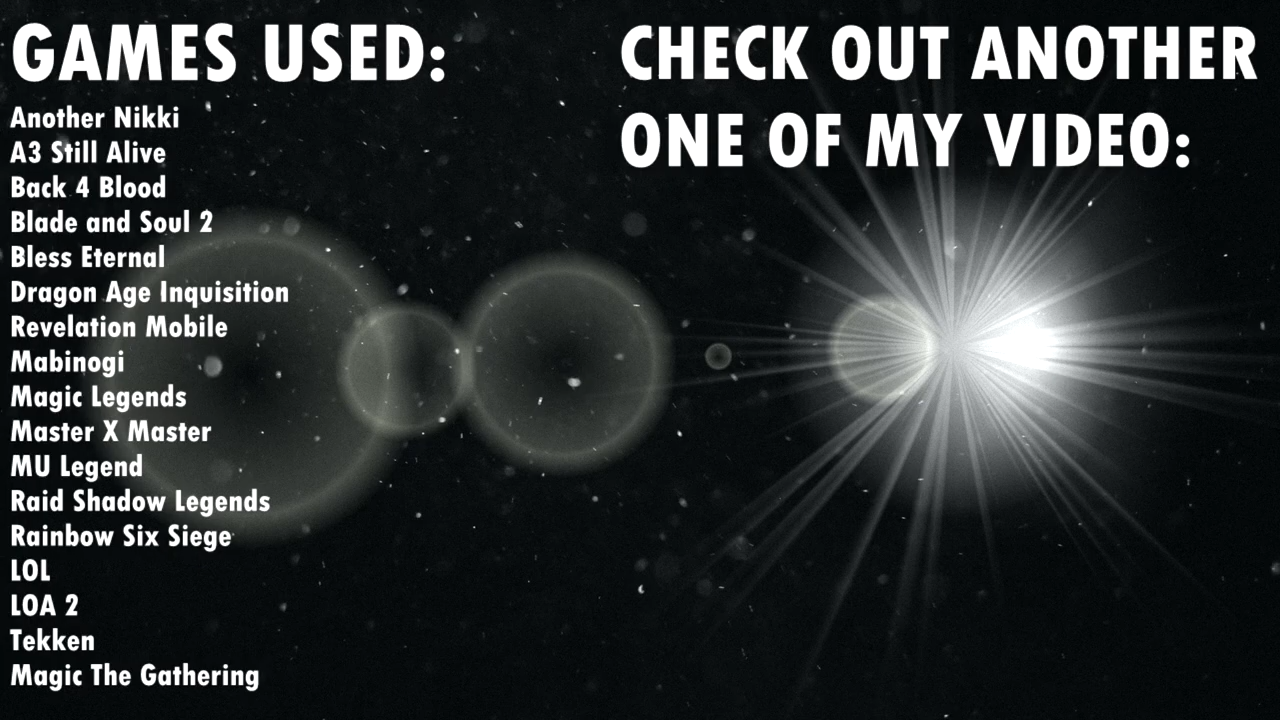 GAMES USED:
Another Nikki
A3 Still Alive
Back 4 Blood
Blade and Soul 2
Bless Eternal
Dragon Age Inquisition
Revelation Mobile
Mabinogi
Magic Legends
Master X Master
MU Legend
Raid Shadow Legends
Rainbow Six Siege
LOL
LOA 2
Tekken
Magic The Gathering
CHECK OUT ANOTHER
ONE OF MY VIDEO: